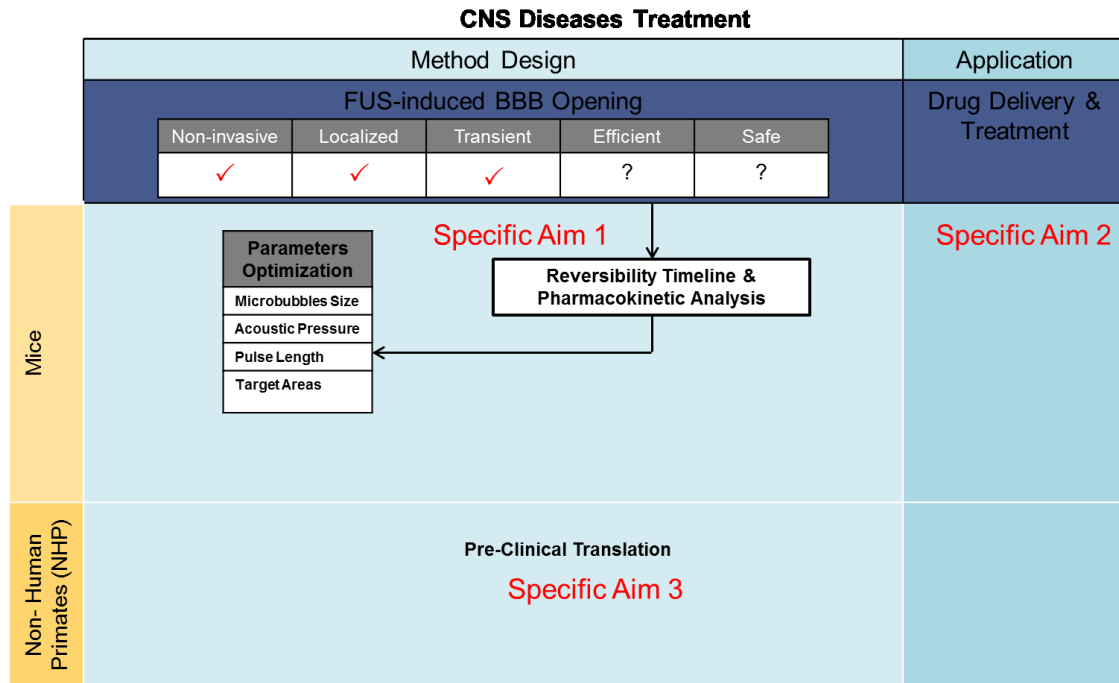 CNS Diseases Treatment
Method Design
Application
FUS-induced BBB Opening
Drug Delivery &
Treatment
Non-invasive Localized Transient Efficient Safe
✓ ✓ ✓ ? ?
Mice
Specific Aim 1
Specific Aim 2
Parameters
Optimization
Microbubbles Size
Acoustic Pressure
Pulse Length
Target Areas
Reversibility Timeline &
Pharmacokinetic Analysis
Non- Human
Primates (NHP)
Pre-Clinical Translation
Specific Aim 3